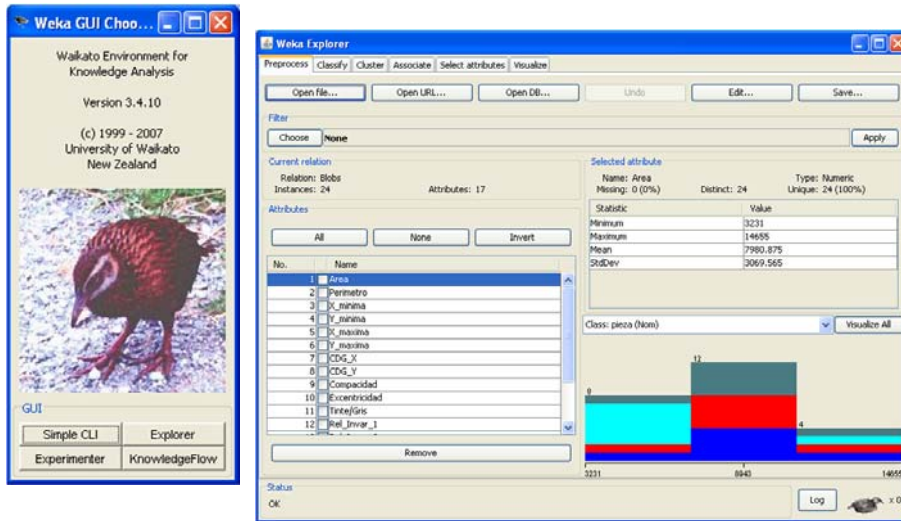 Weka GUI Choo...
Waikato Environment for
Knowledge Analysis
Version 3.4.10
(c) 1999 - 2007
University of Waikato
New Zealand
GUI
Simple CLI
Explorer
Experimenter
KnowledgeFlow
Weka Explorer
Preprocess Classify Cluster Associate Select attributes Visualize
Open file... Open URL... Open DB... Undo Edit... Save...
Filter
Choose None Apply
Current relation
Relation: Blobs
Instances: 24 Attributes: 17
Attributes
All None Invert
No. Name
1 Area
2 Perimetro
3 X_minima
4 Y_minima
5 X_maxima
6 Y_maxima
7 CDG_X
8 CDG_Y
9 Compacidad
10 Excentricidad
11 Tinte/Gris
12 Rel_Invar_1
Remove
Selected attribute
Name: Area Type: Numeric
Missing: 0 (0%) Distinct: 24 Unique: 24 (100%)
Statistic Value
Minimum 3231
Maximum 14655
Mean 7980.875
StdDev 3069.565
Class: pieza (Nom) Visualize All
12
4
3231 8943 14655
Status
OK
Log x 0